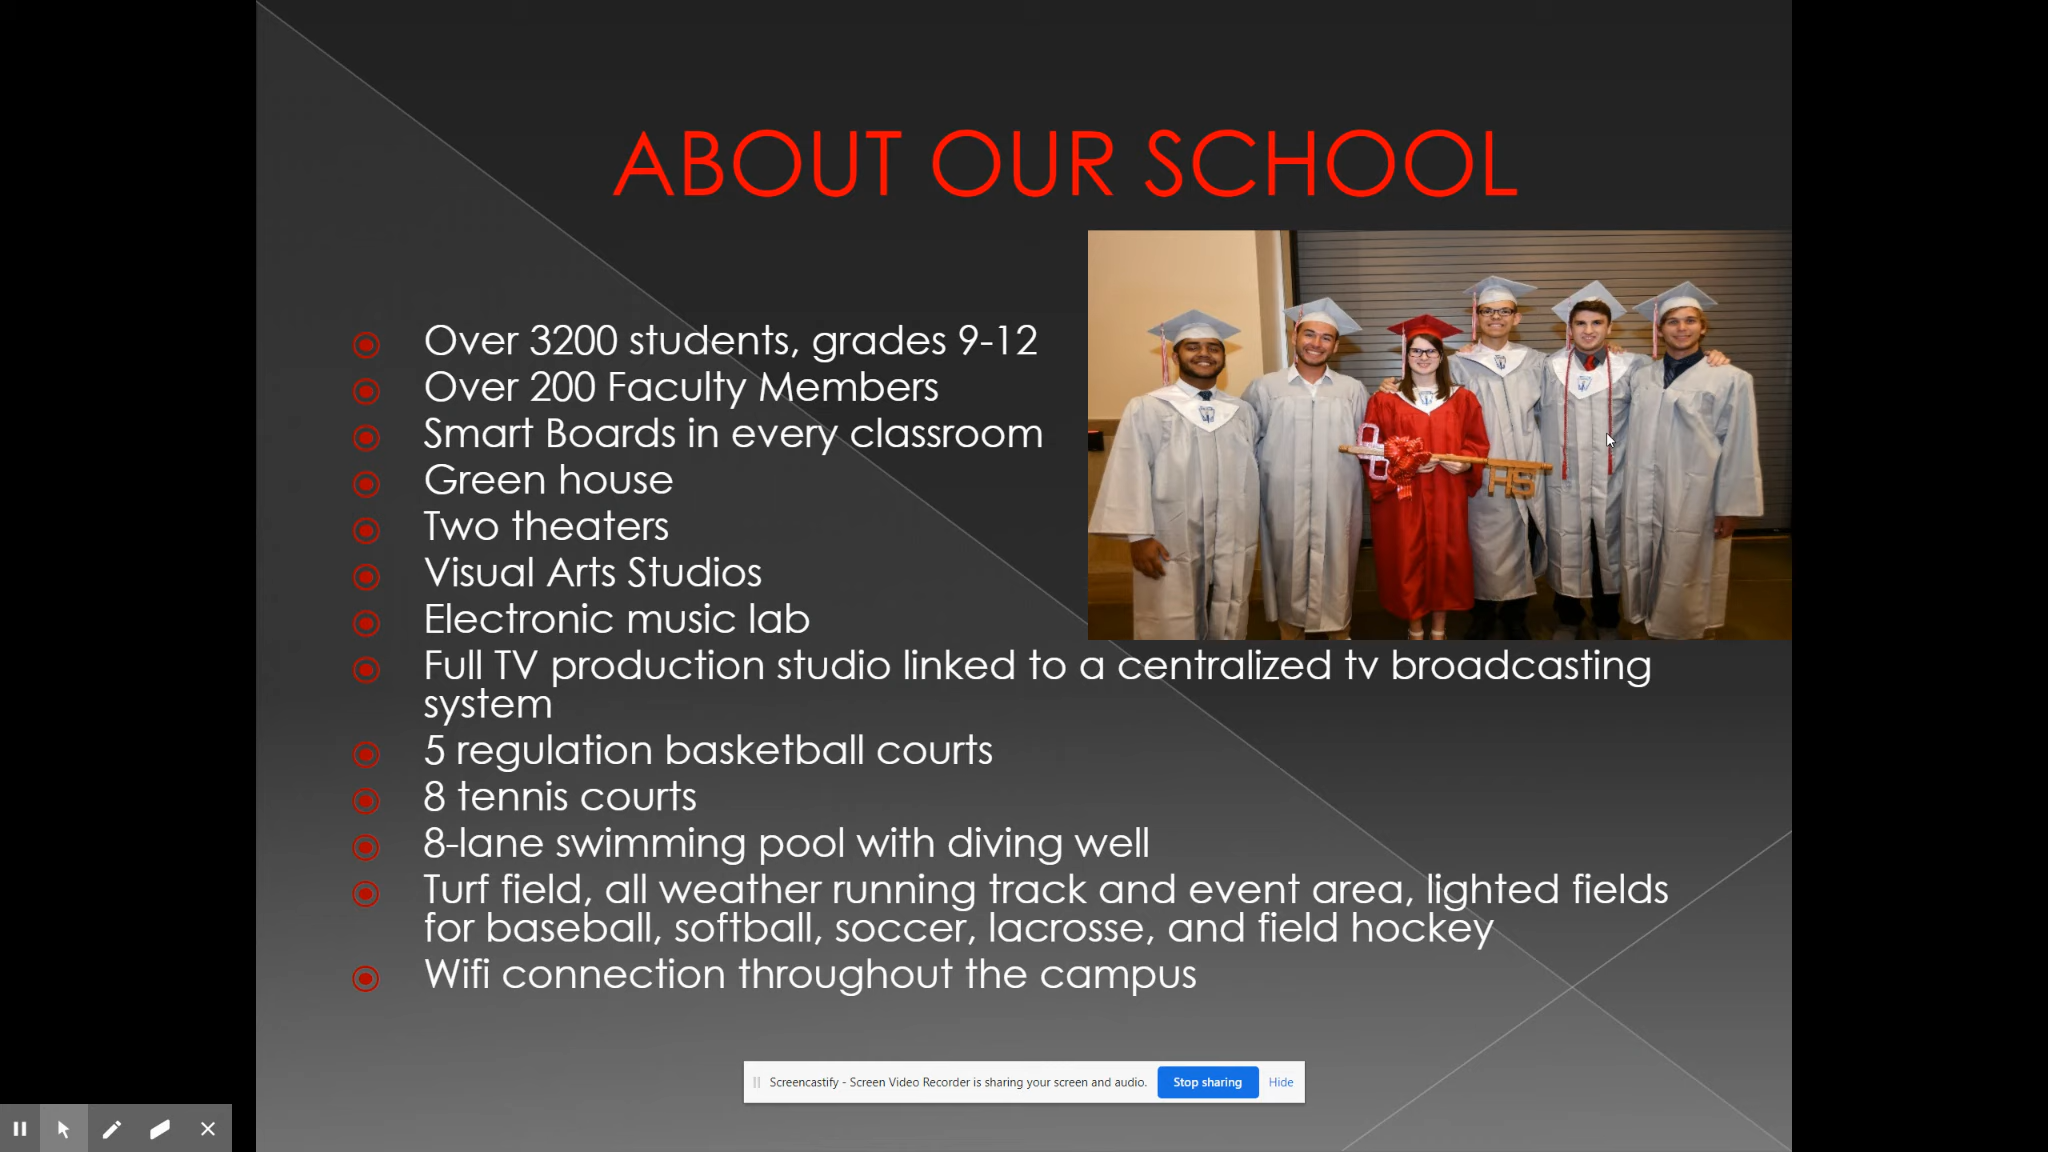 ABOUT OUR SCHOOL
Over 3200 students, grades 9-12
Over 200 Faculty Members
Smart Boards in every classroom
Green house
Two theaters
Visual Arts Studios
Electronic music lab
Full TV production studio linked to a centralized tv broadcasting
system
5 regulation basketball courts
8 tennis courts
8-lane swimming pool with diving well
Turf field, all weather running track and event area, lighted fields
for baseball, softball, soccer, lacrosse, and field hockey
Wifi connection throughout the campus
HS
Screencastify - Screen Video Recorder is sharing your screen and audio. Stop sharing Hide